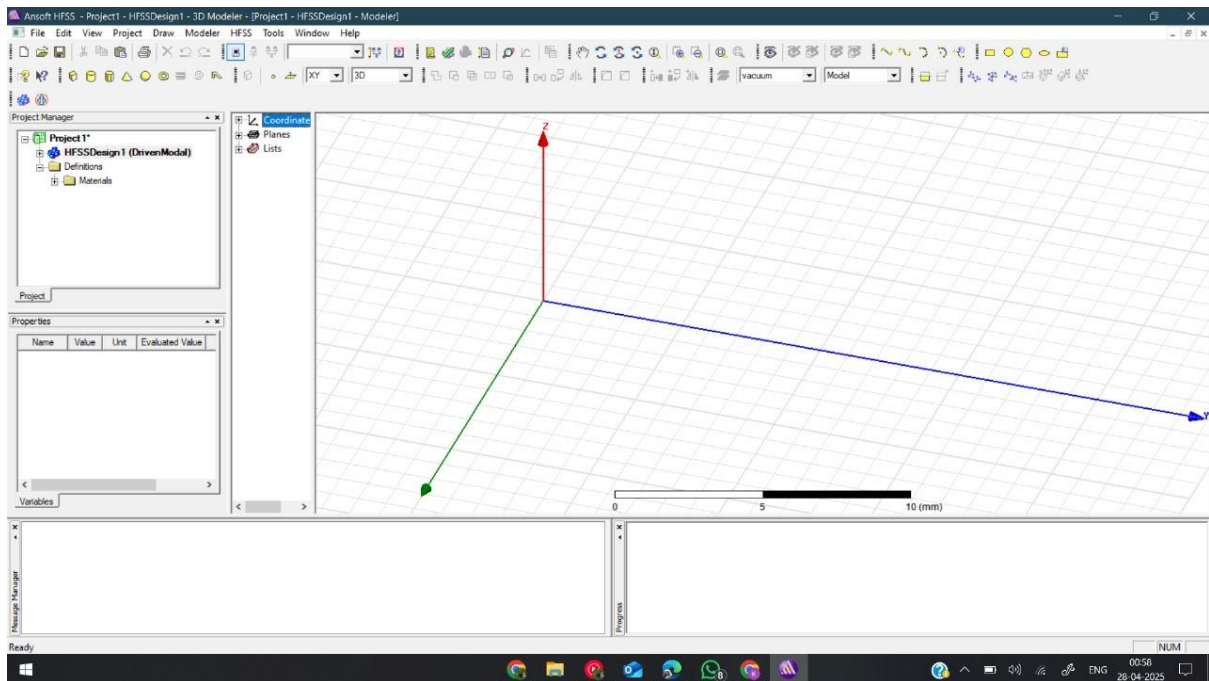 Ansoft HFSS - Project1 - HFSSDesign1 - 3D Modeler - [Project1 - HFSSDesign1 - Modeler]
File Edit View Project Draw Modeler HFSS Tools Window Help
XY 3D vacuum Model
Project Manager
Project1*
HFSSDesign1 (DrivenModal)
Definitions
Materials
Project
Properties
Name Value Unit Evaluated Value
Variables
Coordinate
Planes
Lists
Z
Y
0 5 10 (mm)
Message Manager
Progress
Ready
NUM
8
ENG
00:58
28-04-2025